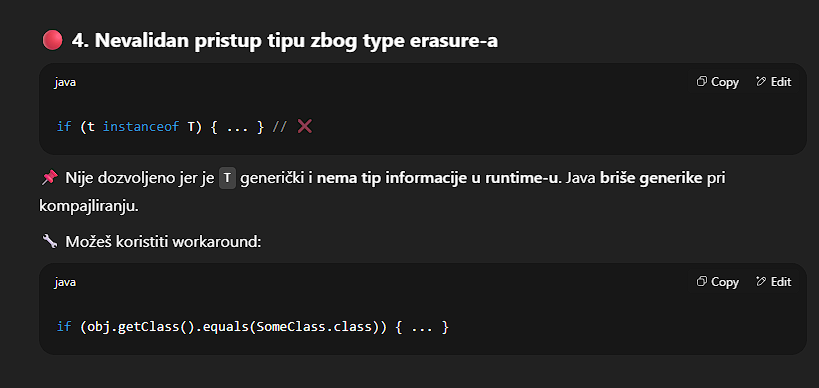 🔴 4. Nevalidan pristup tipu zbog type erasure-a
java Copy Edit
if (t instanceof T) { ... } // ❌
📌 Nije dozvoljeno jer je T generički i nema tip informacije u runtime-u. Java briše generike pri
kompajliranju.
🔧 Možeš koristiti workaround:
java Copy Edit
if (obj.getClass().equals(SomeClass.class)) { ... }